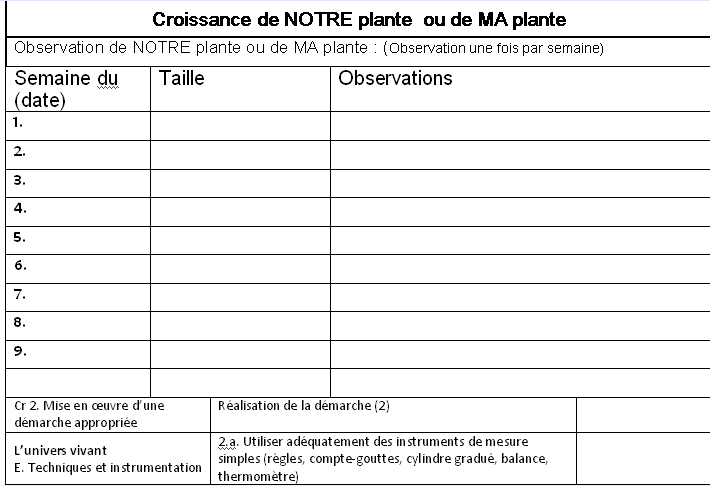 Croissance de NOTRE plante ou de MA plante
Observation de NOTRE plante ou de MA plante : (Observation une fois par semaine)
Semaine du (date)
Taille
Observations
1.
2.
3.
4.
5.
6.
7.
8.
9.
Cr 2. Mise en œuvre d'une
démarche appropriée
Réalisation de la démarche (2)
L'univers vivant
E. Techniques et instrumentation
2.a. Utiliser adéquatement des instruments de mesure
simples (règles, compte-gouttes, cylindre gradué, balance,
thermomètre)